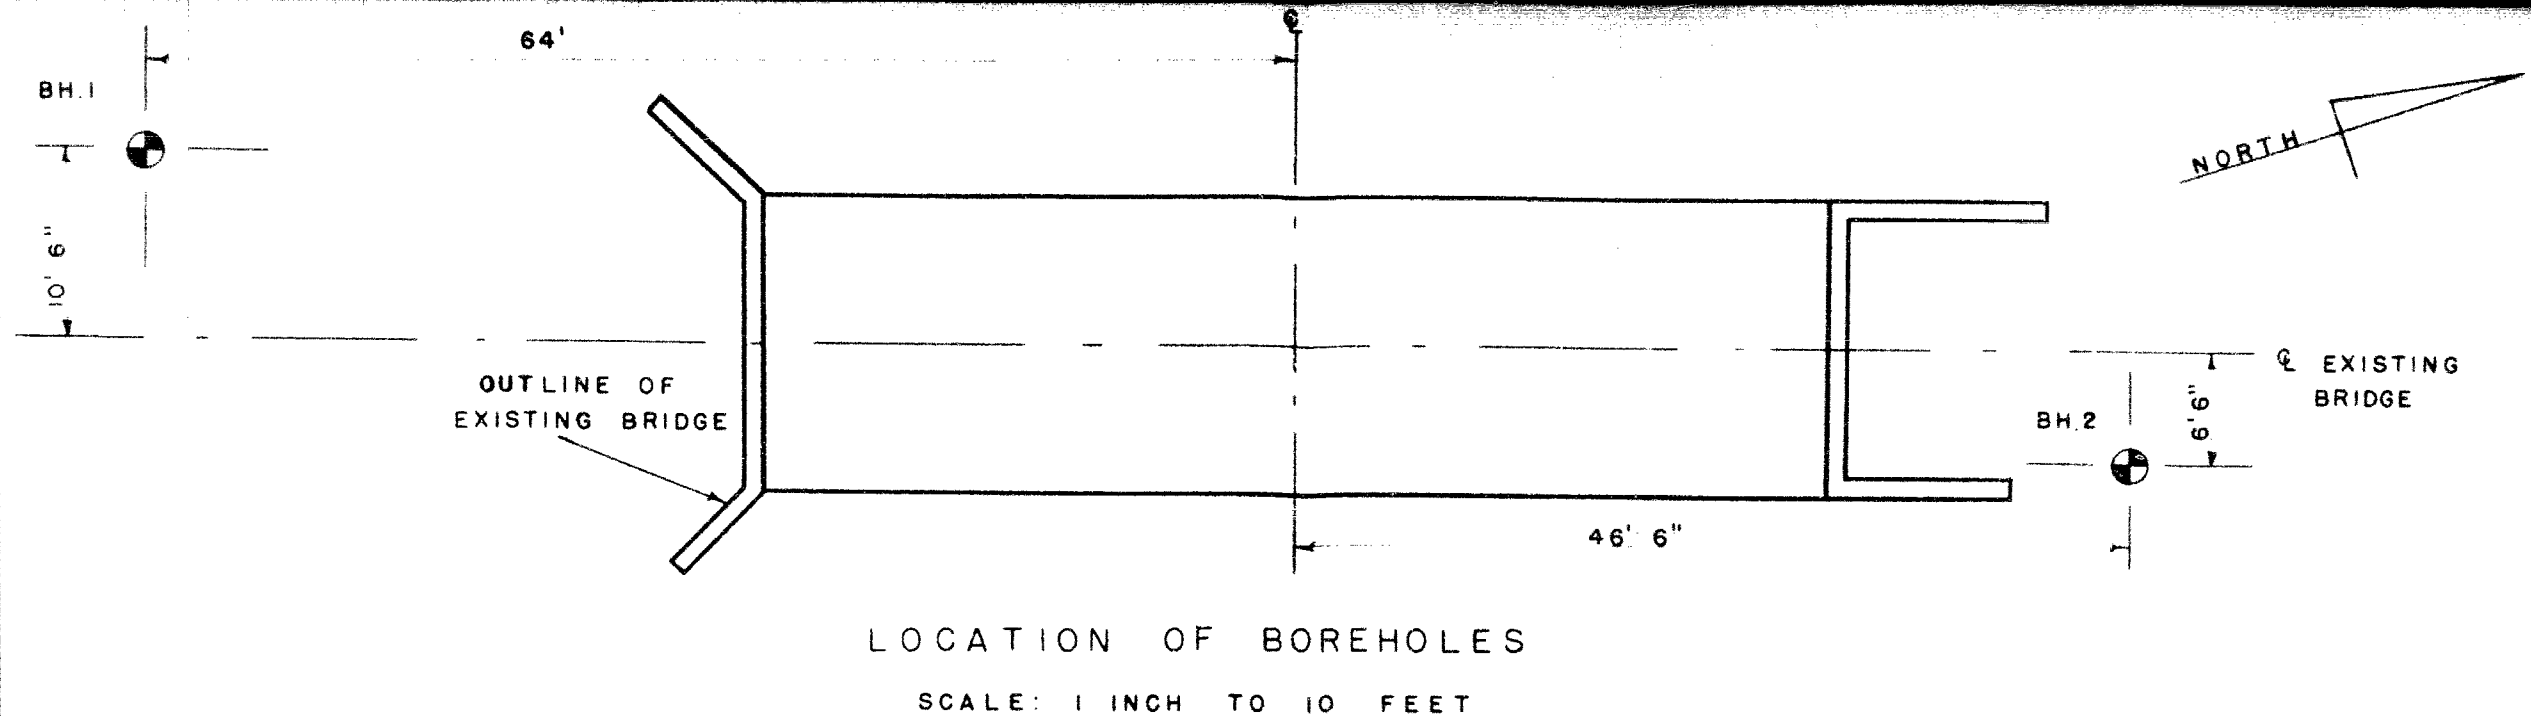 ℄
64'
BH.1
NORTH
10' 6"
OUTLINE OF
EXISTING BRIDGE
℄ EXISTING
BRIDGE
BH.2
6'6"
46' 6"
LOCATION OF BOREHOLES
SCALE: 1 INCH TO 10 FEET